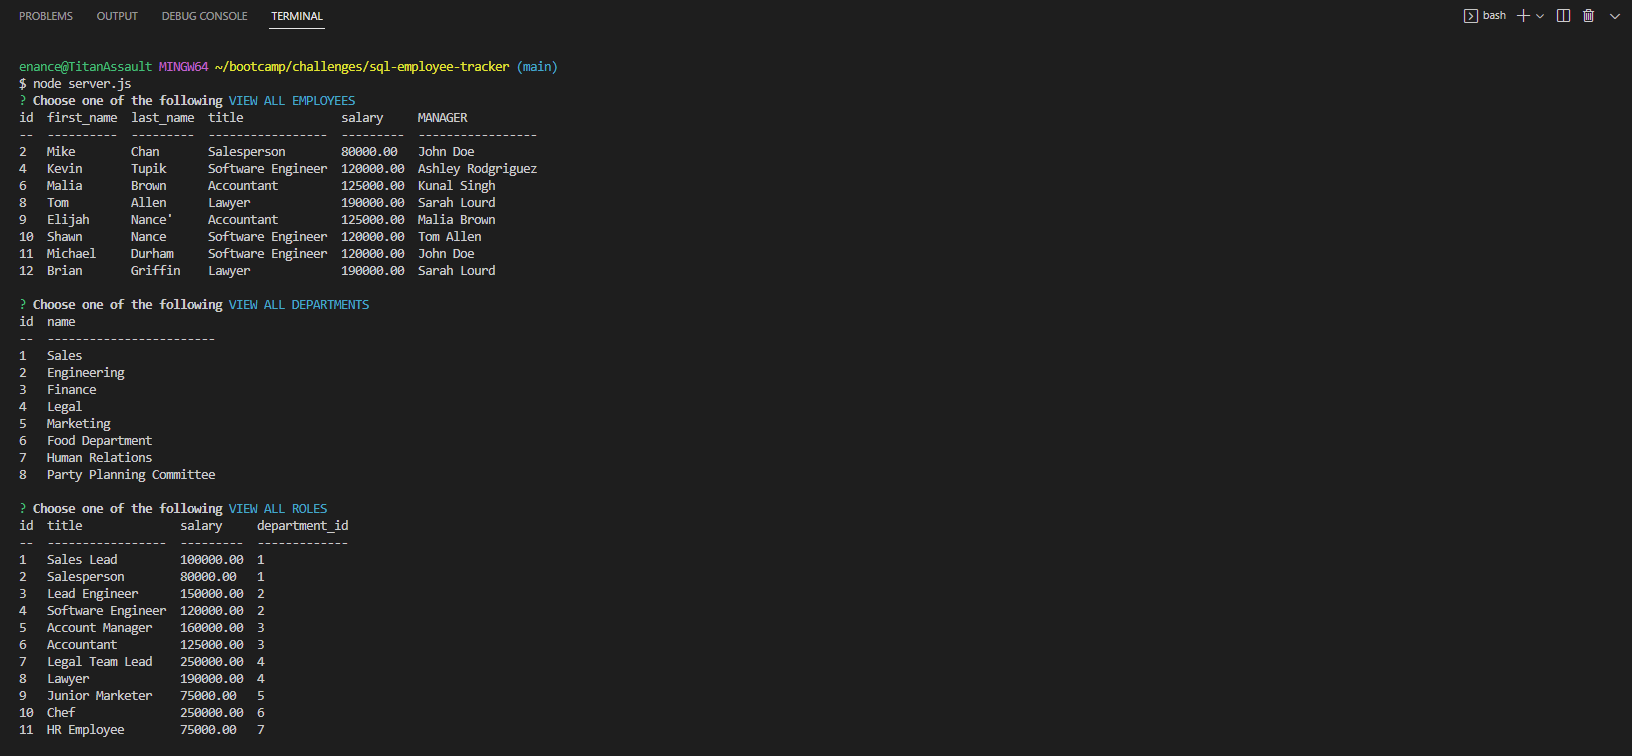 PROBLEMS OUTPUT DEBUG CONSOLE TERMINAL bash
enance@TitanAssault MINGW64 ~/bootcamp/challenges/sql-employee-tracker (main)
$ node server.js
? Choose one of the following VIEW ALL EMPLOYEES
id  first_name  last_name  title              salary     MANAGER
--  ----------  ---------  -----------------  ---------  -----------------
2   Mike        Chan       Salesperson        80000.00   John Doe
4   Kevin       Tupik      Software Engineer  120000.00  Ashley Rodgriguez
6   Malia       Brown      Accountant         125000.00  Kunal Singh
8   Tom         Allen      Lawyer             190000.00  Sarah Lourd
9   Elijah      Nance'     Accountant         125000.00  Malia Brown
10  Shawn       Nance      Software Engineer  120000.00  Tom Allen
11  Michael     Durham     Software Engineer  120000.00  John Doe
12  Brian       Griffin    Lawyer             190000.00  Sarah Lourd
? Choose one of the following VIEW ALL DEPARTMENTS
id  name
--  ------------------------
1   Sales
2   Engineering
3   Finance
4   Legal
5   Marketing
6   Food Department
7   Human Relations
8   Party Planning Committee
? Choose one of the following VIEW ALL ROLES
id  title              salary     department_id
--  -----------------  ---------  -------------
1   Sales Lead         100000.00  1
2   Salesperson        80000.00   1
3   Lead Engineer      150000.00  2
4   Software Engineer  120000.00  2
5   Account Manager    160000.00  3
6   Accountant         125000.00  3
7   Legal Team Lead    250000.00  4
8   Lawyer             190000.00  4
9   Junior Marketer    75000.00   5
10  Chef               250000.00  6
11  HR Employee        75000.00   7